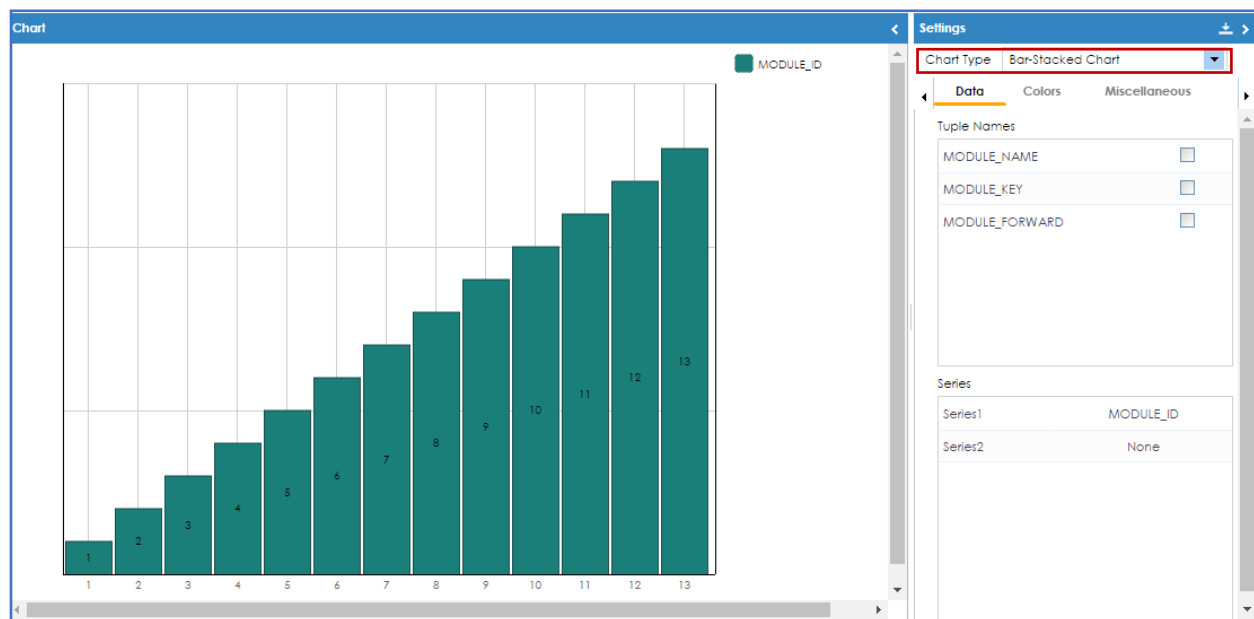 Chart
Settings
Chart Type Bar-Stacked Chart
MODULE_ID
Data Colors Miscellaneous
Tuple Names
MODULE_NAME
MODULE_KEY
MODULE_FORWARD
Series
Series1 MODULE_ID
Series2 None
1 2 3 4 5 6 7 8 9 10 11 12 13
1 2 3 4 5 6 7 8 9 10 11 12 13